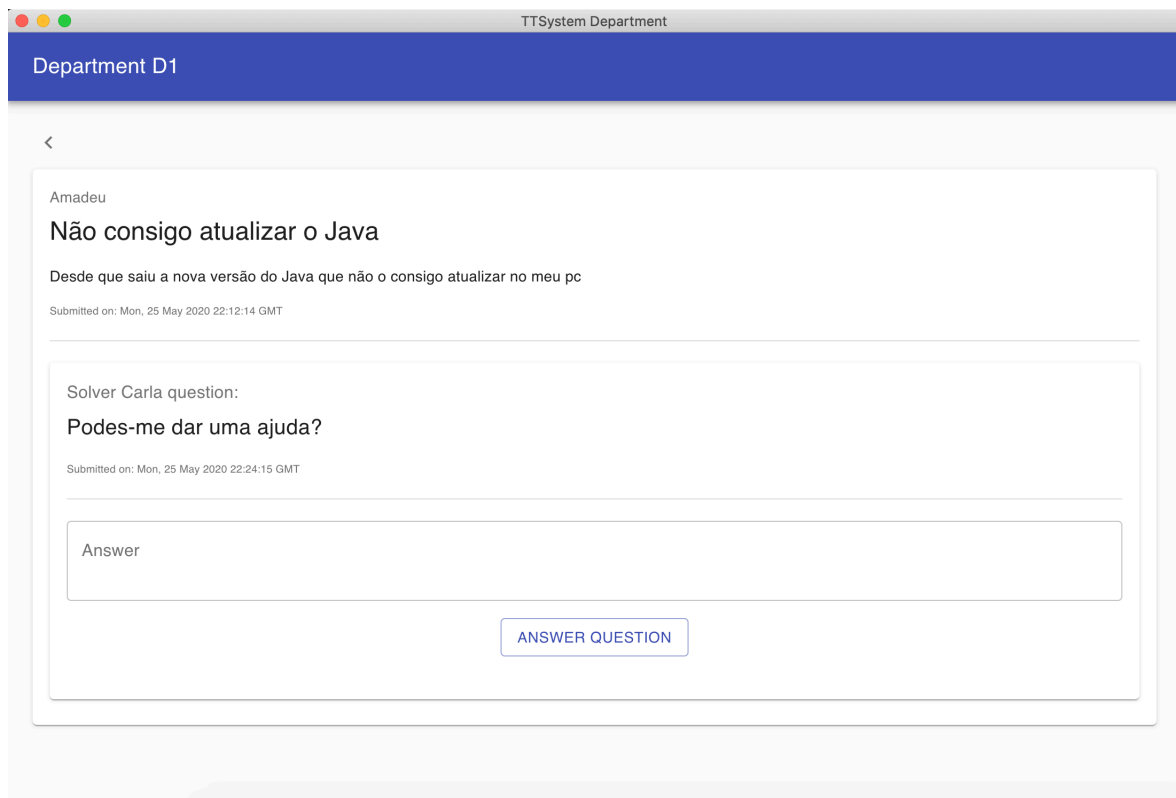 TTSystem Department
Department D1
Amadeu
Não consigo atualizar o Java
Desde que saiu a nova versão do Java que não o consigo atualizar no meu pc
Submitted on: Mon, 25 May 2020 22:12:14 GMT
Solver Carla question:
Podes-me dar uma ajuda?
Submitted on: Mon, 25 May 2020 22:24:15 GMT
Answer
ANSWER QUESTION